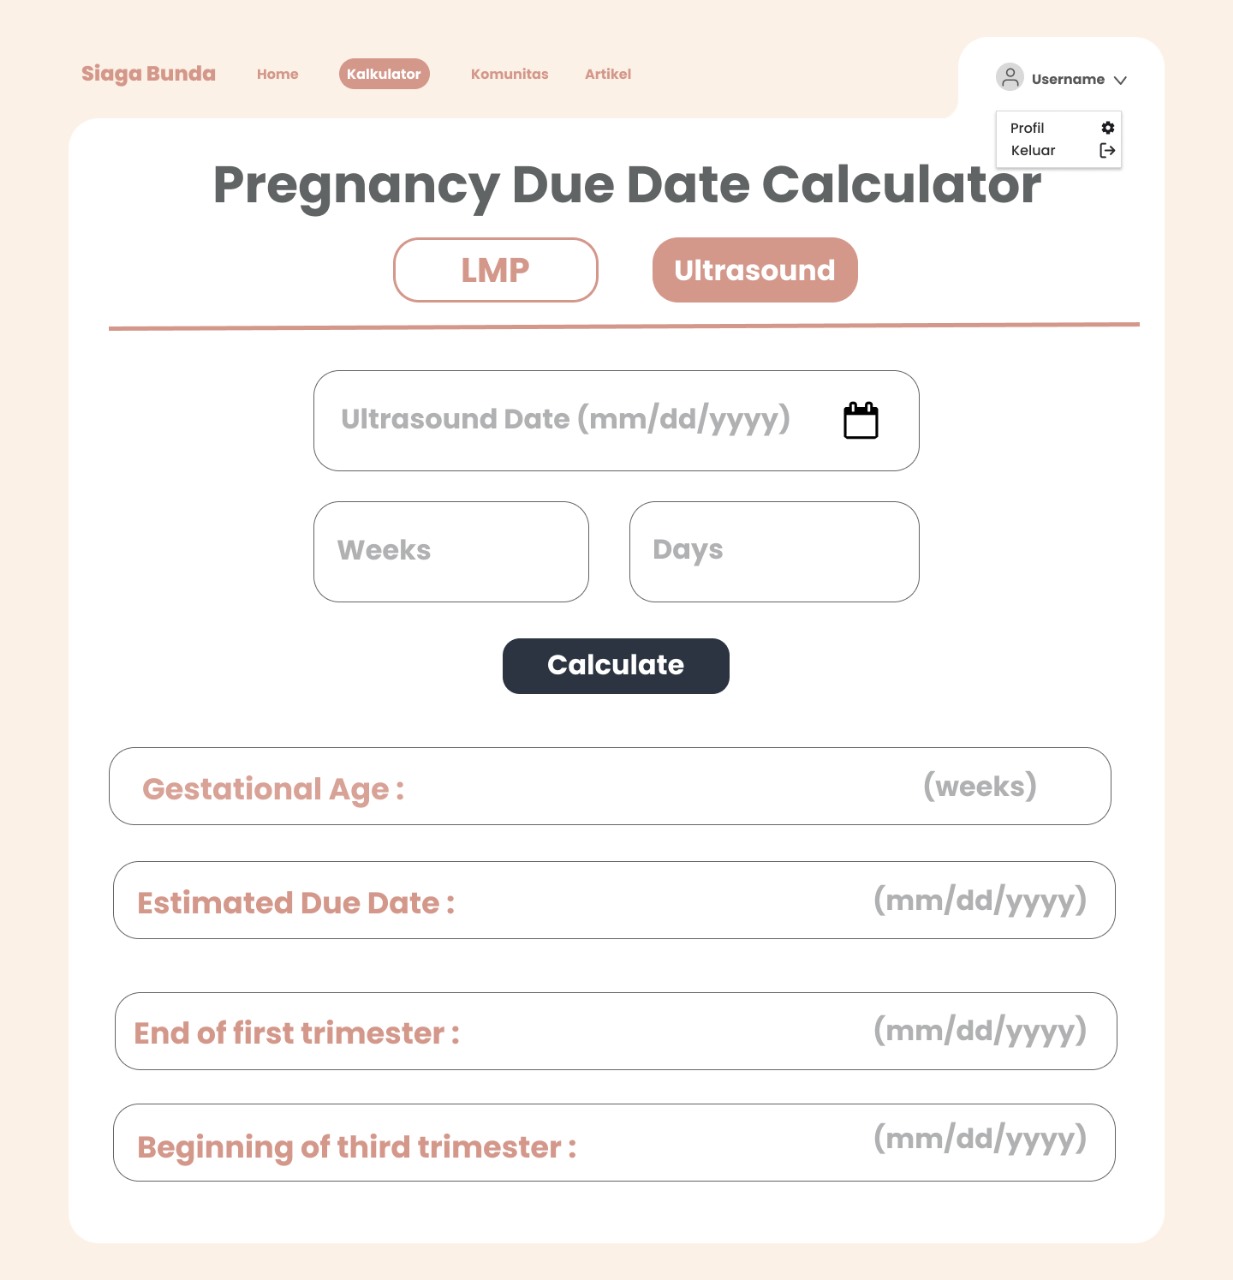 Siaga Bunda Home Kalkulator Komunitas Artikel Username
Profil
Keluar
Pregnancy Due Date Calculator
LMP Ultrasound
Ultrasound Date (mm/dd/yyyy)
Weeks Days
Calculate
Gestational Age : (weeks)
Estimated Due Date : (mm/dd/yyyy)
End of first trimester : (mm/dd/yyyy)
Beginning of third trimester : (mm/dd/yyyy)